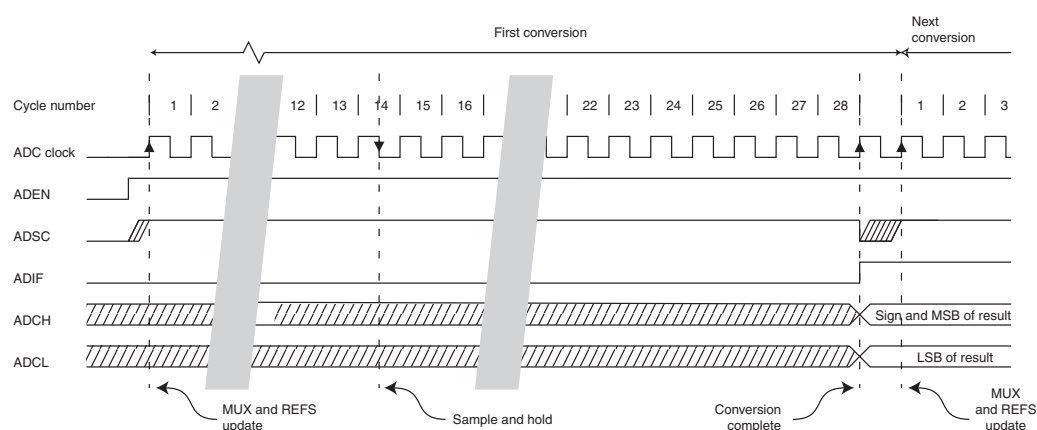 Next
First conversion
conversion
Cycle number 1 2 12 13 14 15 16 22 23 24 25 26 27 28 1 2 3
ADC clock
ADEN
ADSC
ADIF
ADCH Sign and MSB of result
ADCL LSB of result
MUX and REFS
update
Sample and hold
Conversion
complete
MUX
and REFS
update